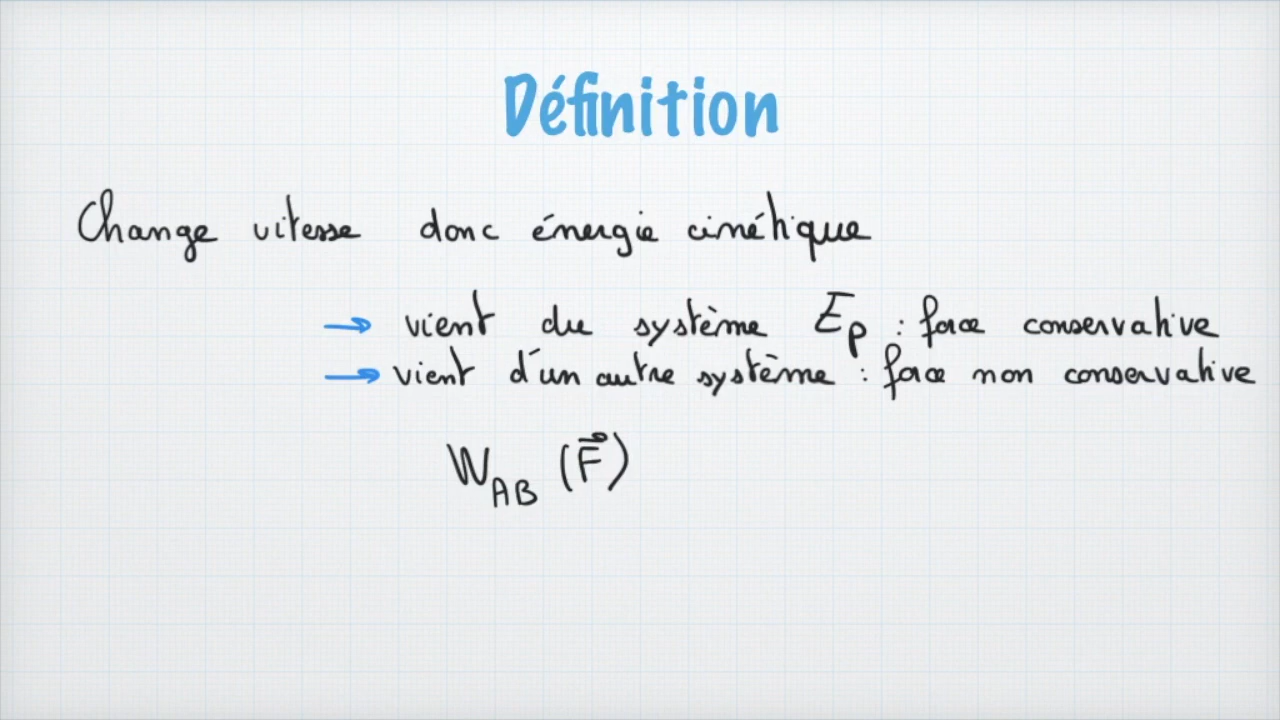 Définition
Change vitesse donc énergie cinétique
→ vient du système Ep : force conservative
→ vient d'un autre système : force non conservative
W_AB (F⃗)